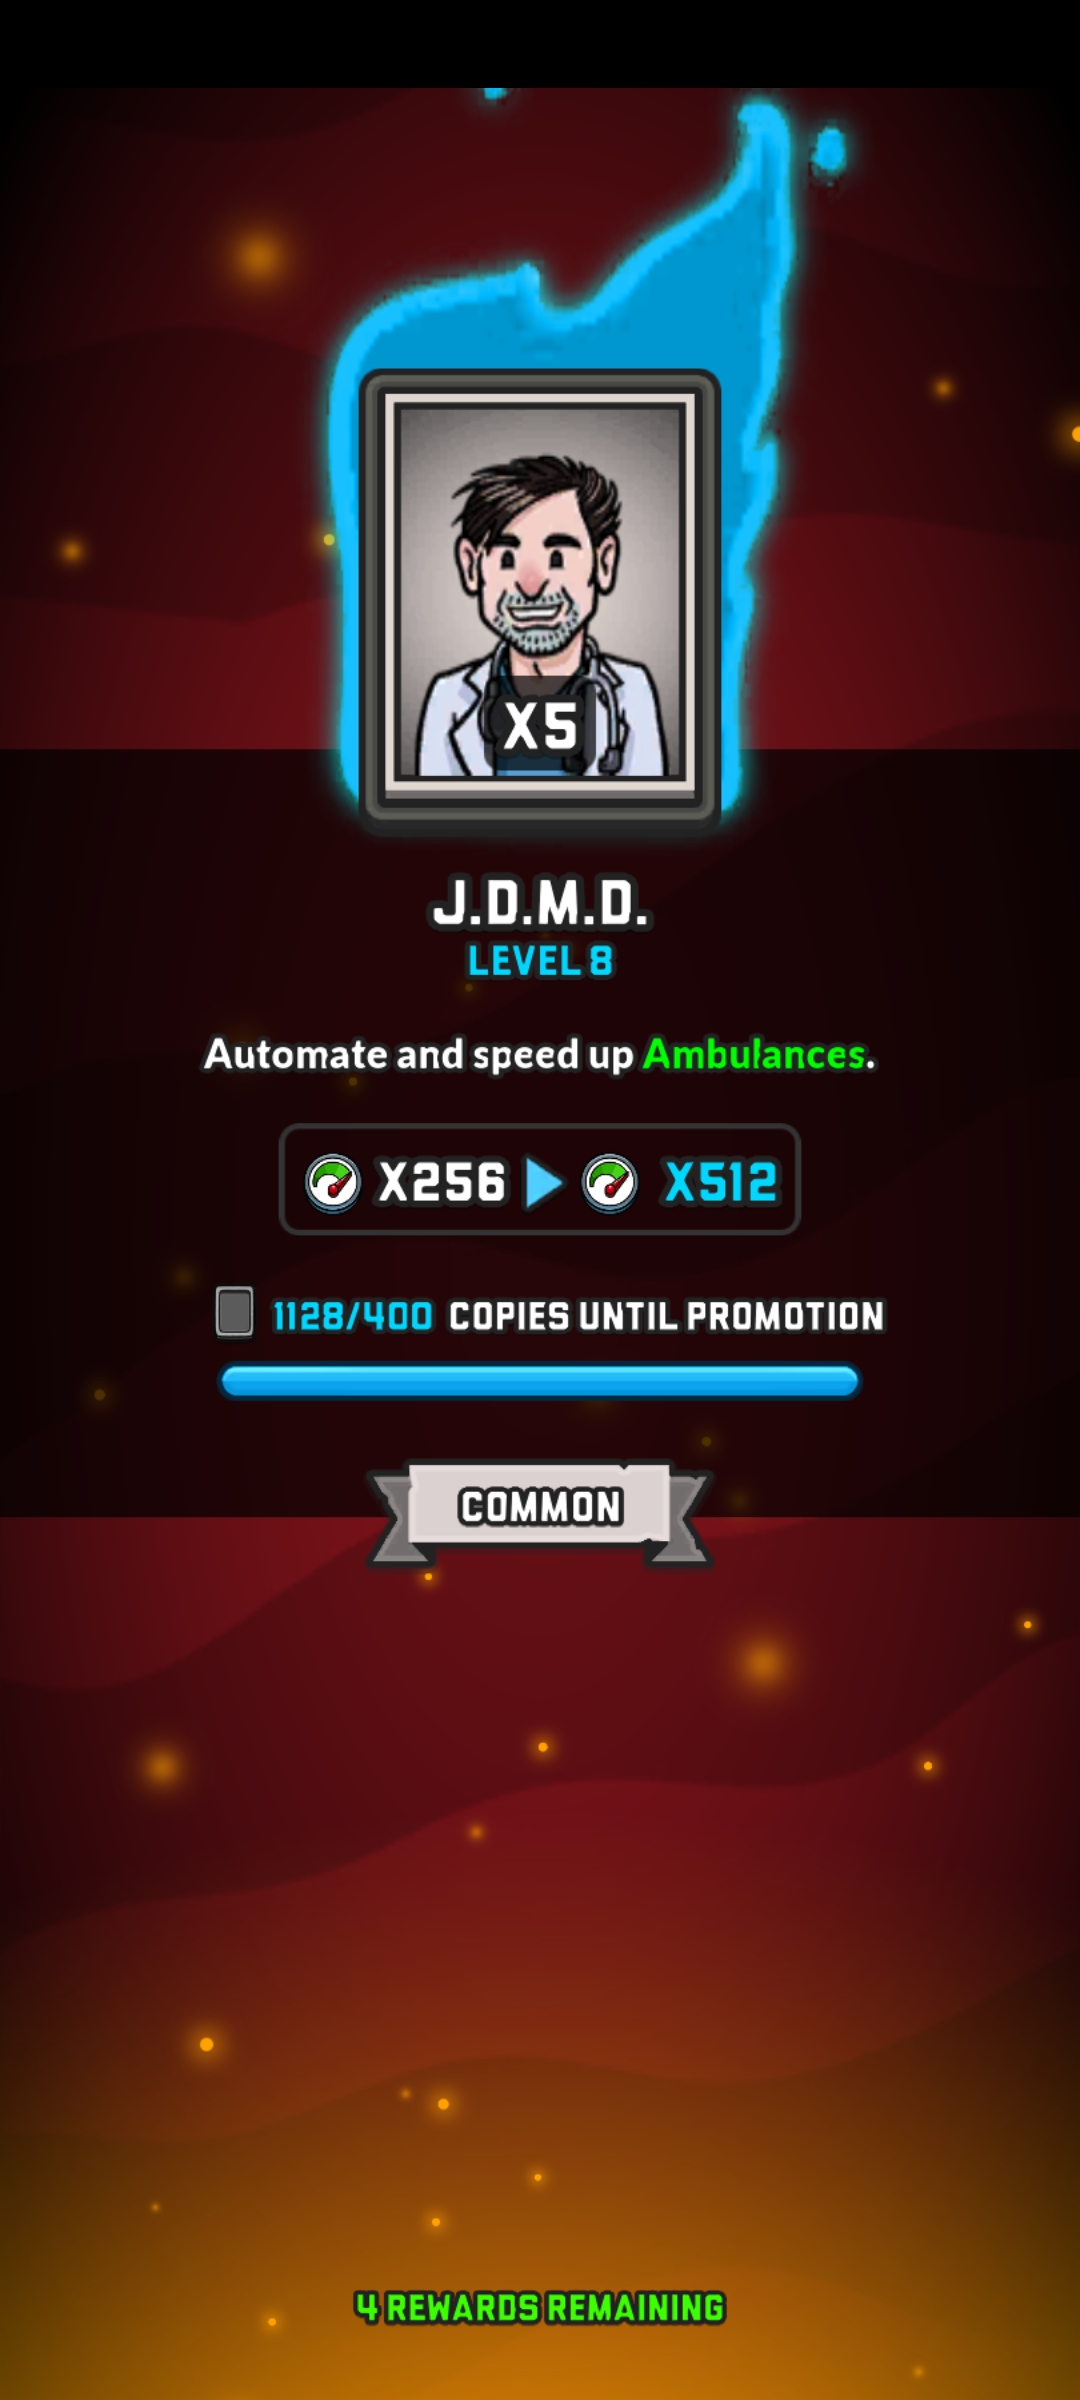 X5
J.D.M.D.
LEVEL 8
Automate and speed up Ambulances.
X256 X512
1128/400 COPIES UNTIL PROMOTION
COMMON
4 REWARDS REMAINING